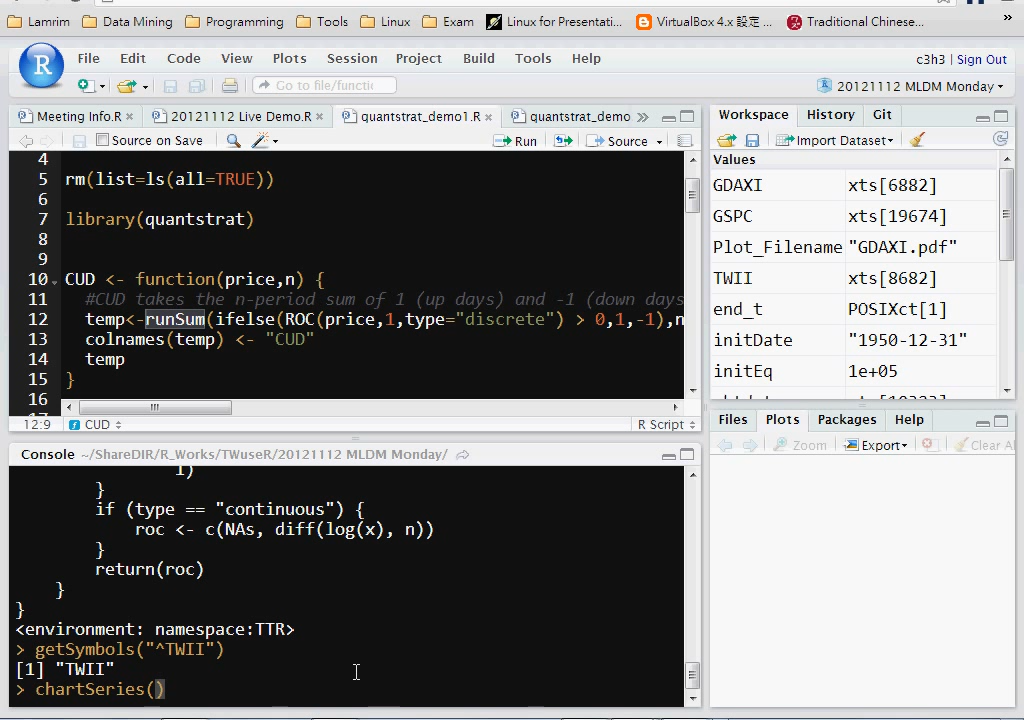 Lamrim Data Mining Programming Tools Linux Exam Linux for Presentati... VirtualBox 4.x 設定 ... Traditional Chinese... »
R File Edit Code View Plots Session Project Build Tools Help c3h3 | Sign Out
Go to file/functic 20121112 MLDM Monday
Meeting Info.R × 20121112 Live Demo.R × quantstrat_demo1.R × quantstrat_demo »
Source on Save Run Source
4
5 rm(list=ls(all=TRUE))
6
7 library(quantstrat)
8
9
10 CUD <- function(price,n) {
11 #CUD takes the n-period sum of 1 (up days) and -1 (down days
12 temp<-runSum(ifelse(ROC(price,1,type="discrete") > 0,1,-1),n
13 colnames(temp) <- "CUD"
14 temp
15 }
16
12:9 CUD R Script
Console ~/ShareDIR/R_Works/TWuseR/20121112 MLDM Monday/
1)
}
if (type == "continuous") {
roc <- c(NAs, diff(log(x), n))
}
return(roc)
}
}
<environment: namespace:TTR>
> getSymbols("^TWII")
[1] "TWII"
> chartSeries()
Workspace History Git
Import Dataset
Values
GDAXI xts[6882]
GSPC xts[19674]
Plot_Filename "GDAXI.pdf"
TWII xts[8682]
end_t POSIXct[1]
initDate "1950-12-31"
initEq 1e+05
Files Plots Packages Help
Zoom Export Clear Al